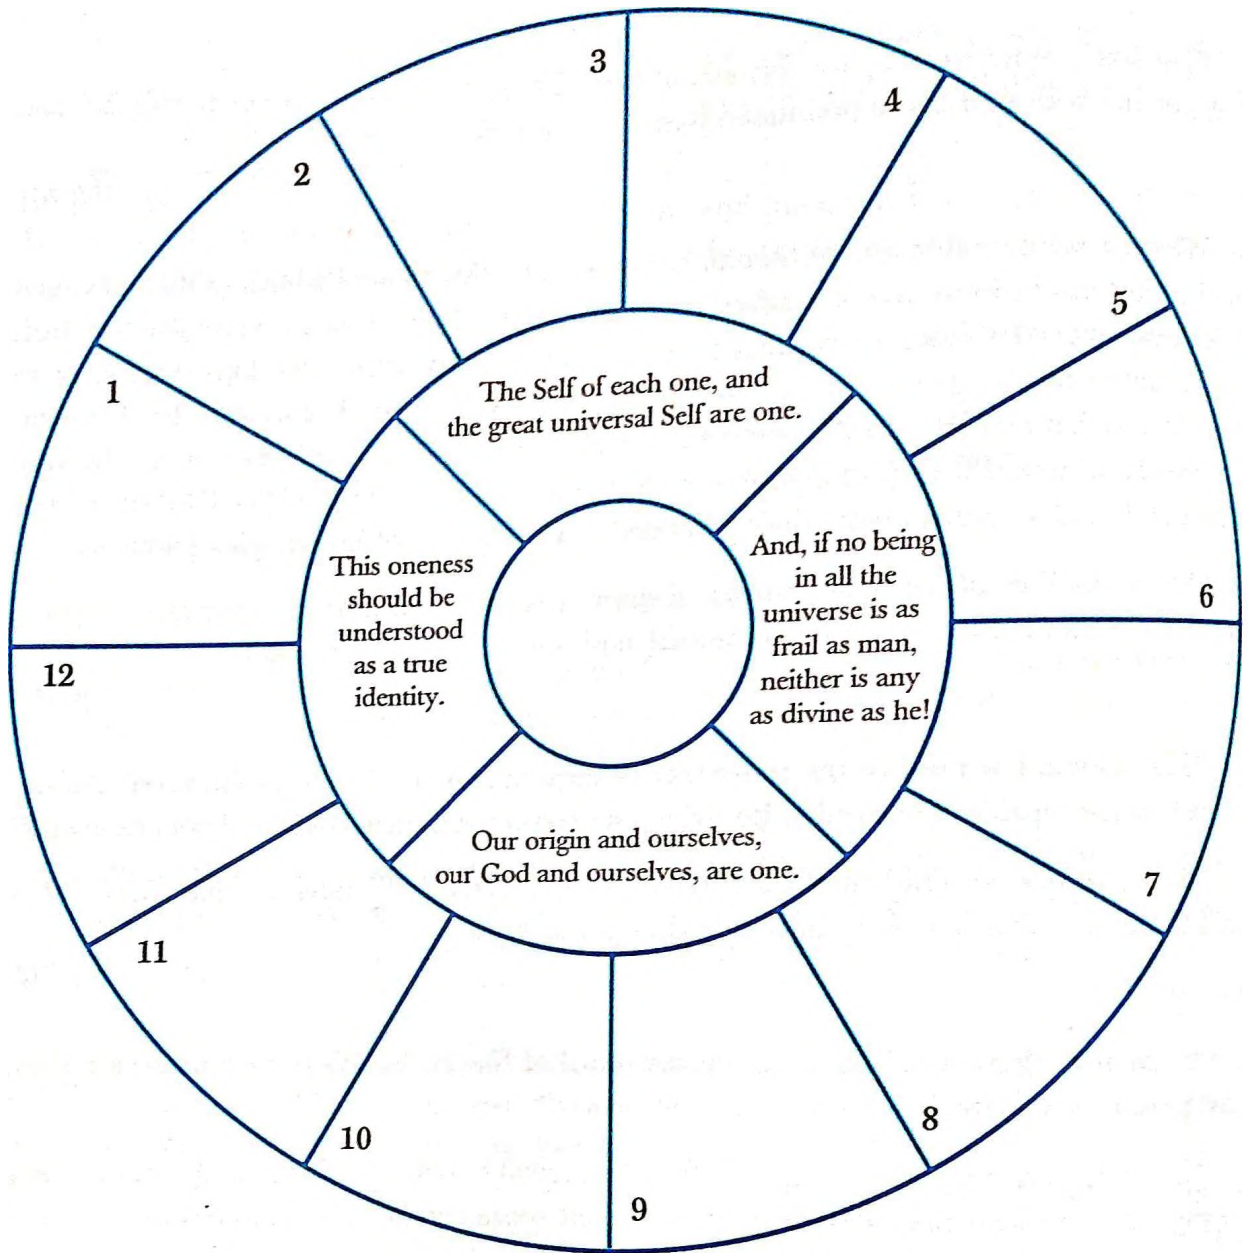 3
4
2
5
1
The Self of each one, and
the great universal Self are one.
This oneness
should be
understood
as a true
identity.
And, if no being
in all the
universe is as
frail as man,
neither is any
as divine as he!
6
12
Our origin and ourselves,
our God and ourselves, are one.
7
11
8
10
9